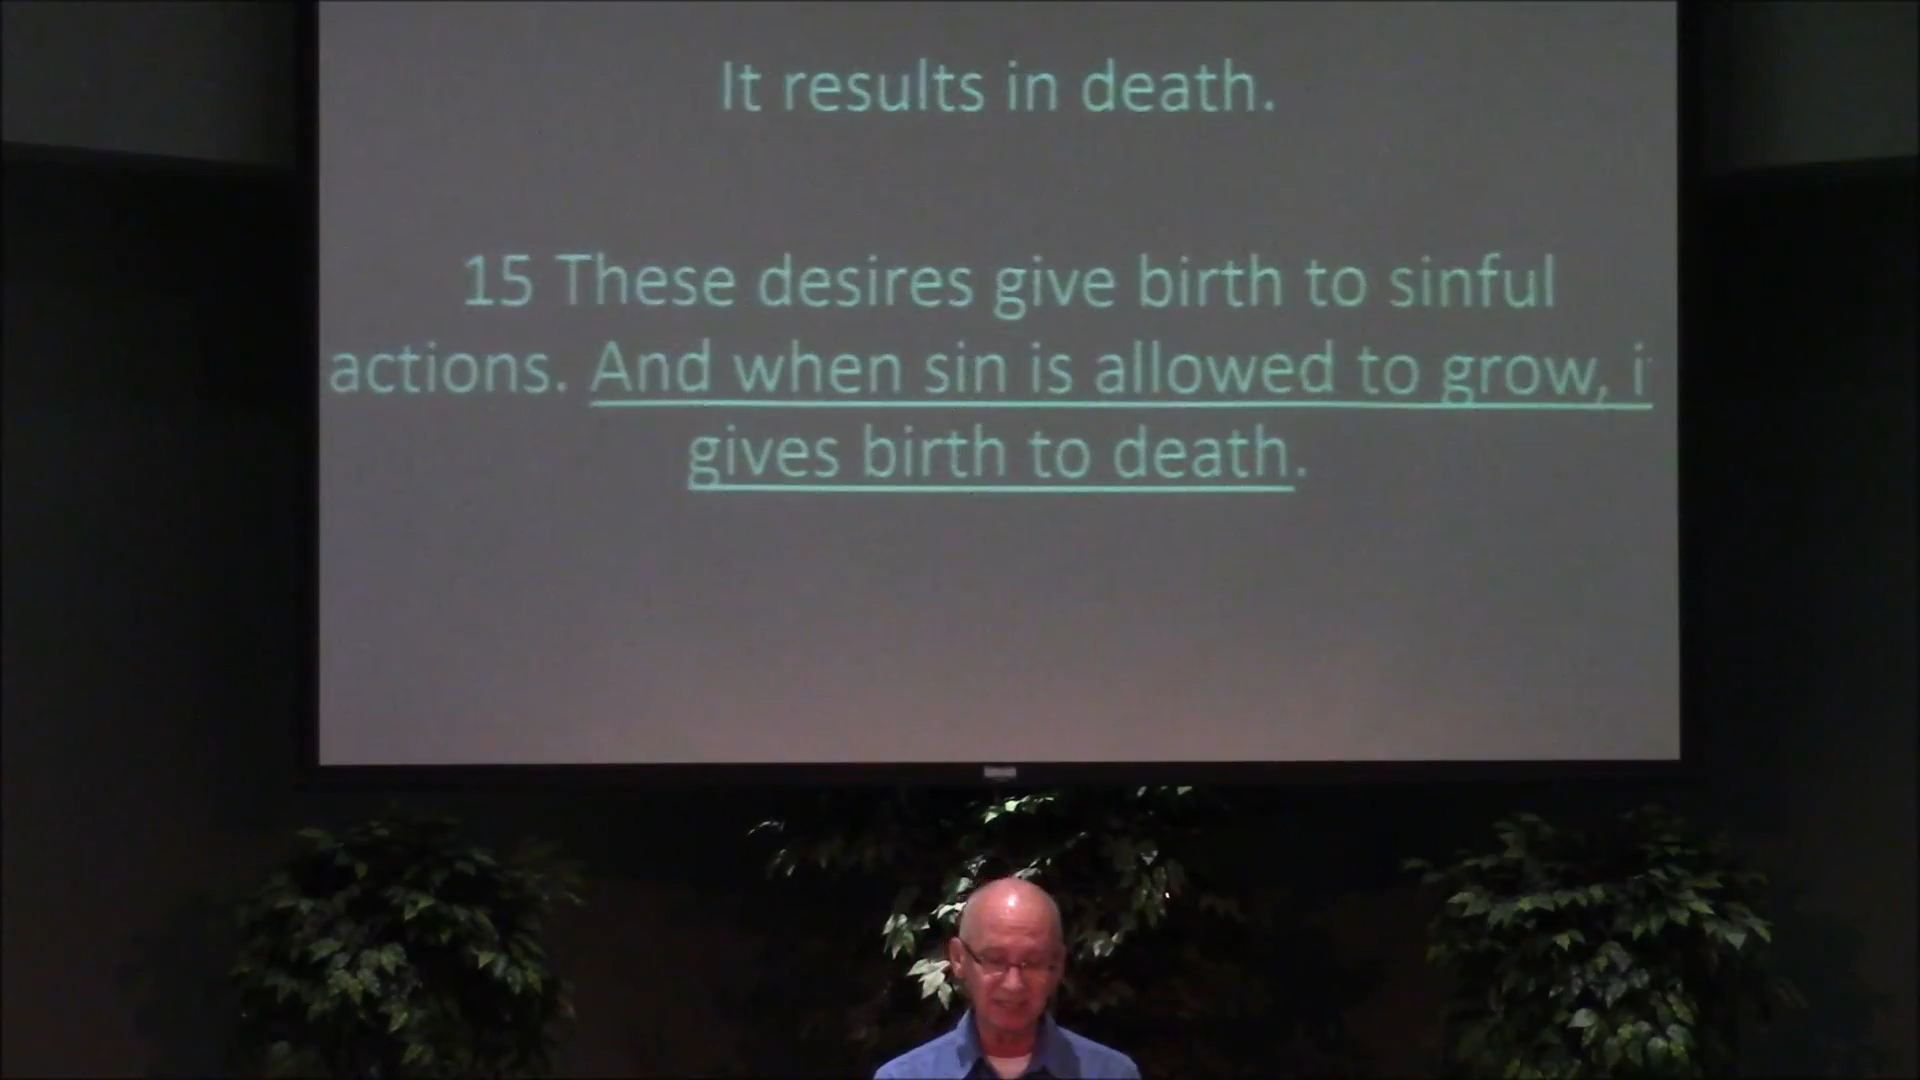 It results in death.
15 These desires give birth to sinful
actions. And when sin is allowed to grow, i
gives birth to death.